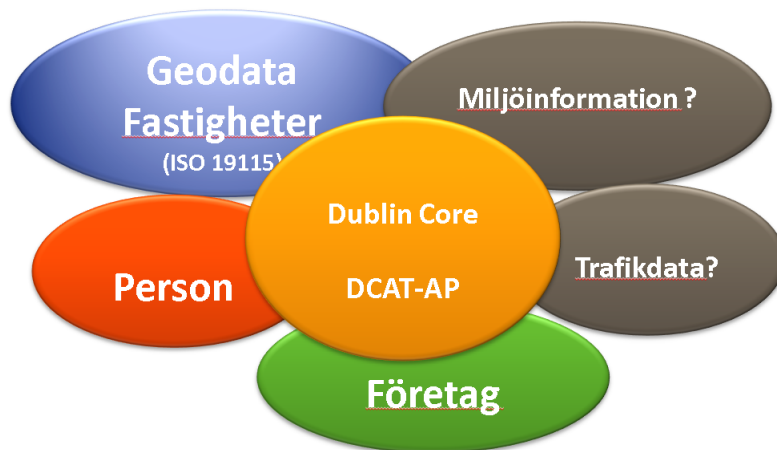 Geodata
Fastigheter
(ISO 19115)
Miljöinformation ?
Dublin Core
DCAT-AP
Person
Trafikdata?
Företag